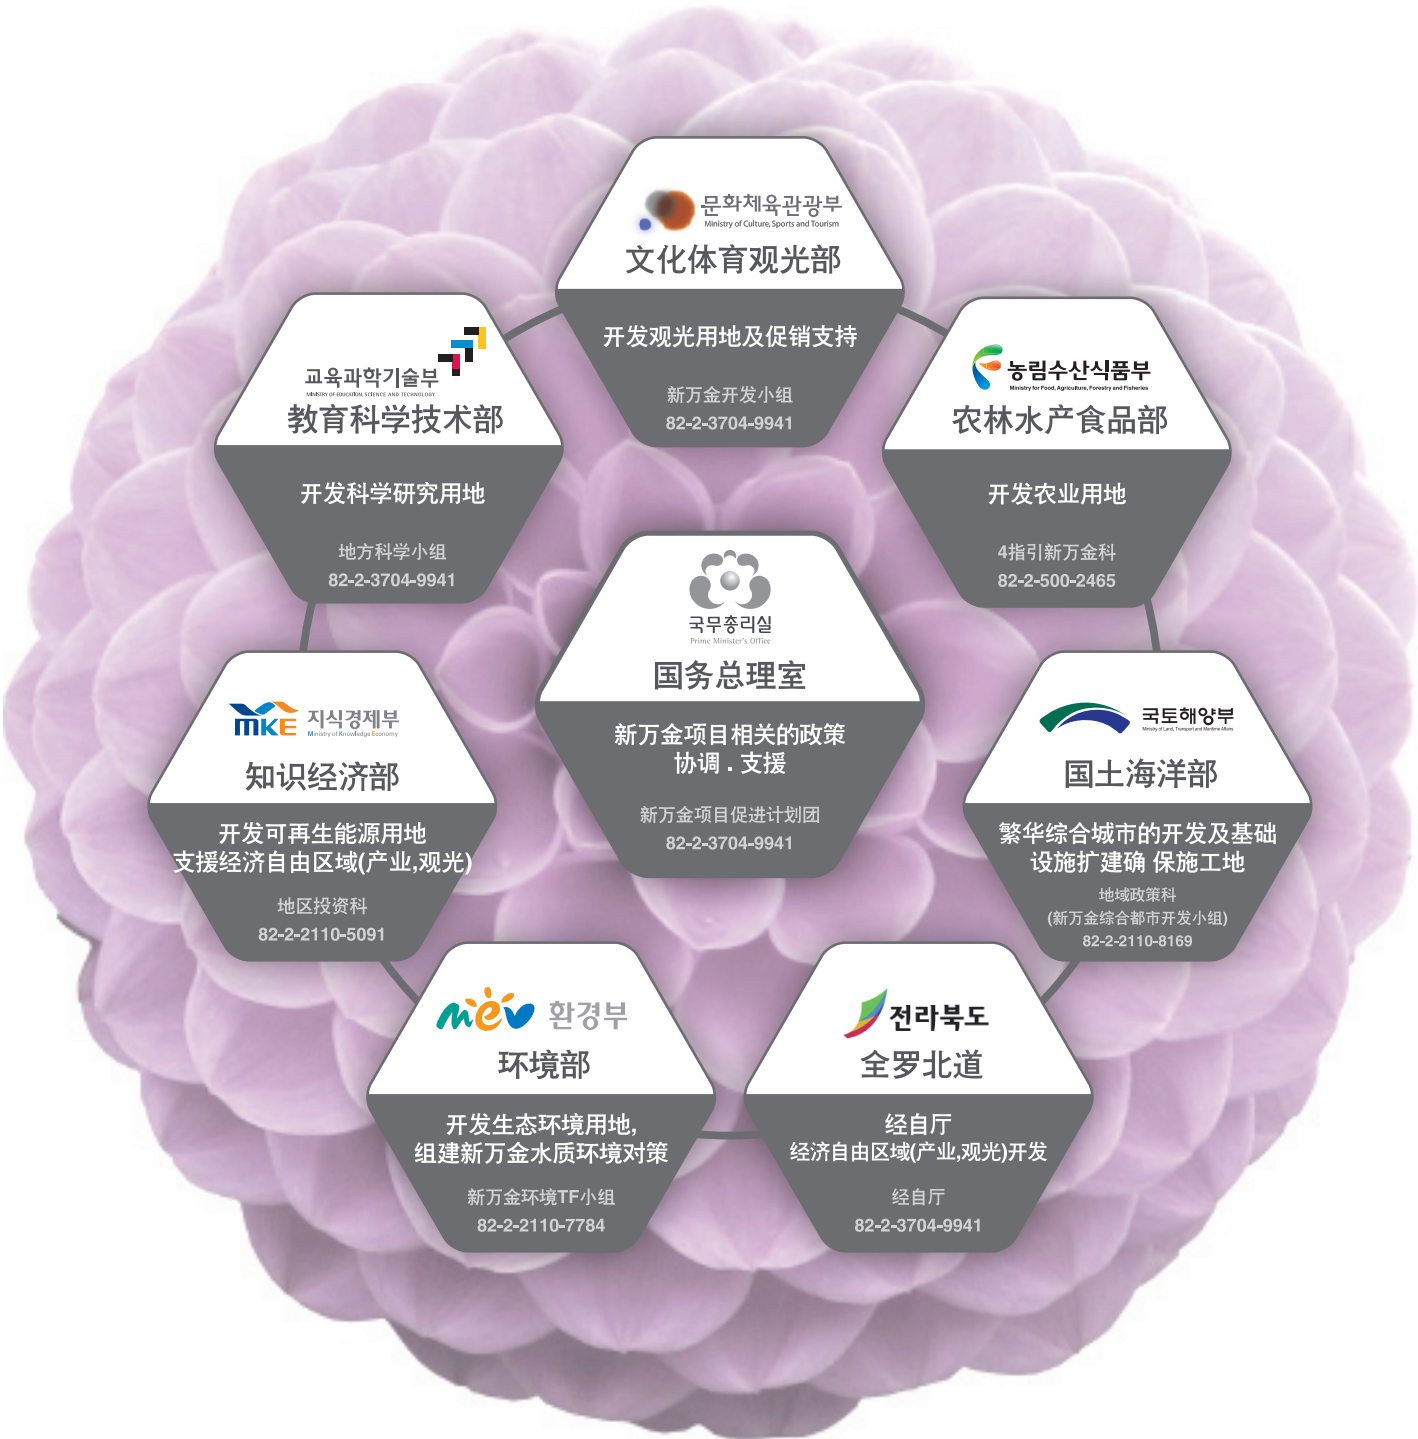 문화체육관광부
Ministry of Culture, Sports and Tourism
文化体育观光部
开发观光用地及促销支持
新万金开发小组
82-2-3704-9941
교육과학기술부
MINISTRY OF EDUCATION, SCIENCE AND TECHNOLOGY
教育科学技术部
开发科学研究用地
地方科学小组
82-2-3704-9941
농림수산식품부
Ministry for Food, Agriculture, Forestry and Fisheries
农林水产食品部
开发农业用地
4指引新万金科
82-2-500-2465
국무총리실
Prime Minister's Office
国务总理室
新万金项目相关的政策
协调 . 支援
新万金项目促进计划团
82-2-3704-9941
MKE 지식경제부
Ministry of Knowledge Economy
知识经济部
开发可再生能源用地
支援经济自由区域(产业,观光)
地区投资科
82-2-2110-5091
국토해양부
Ministry of Land, Transport and Maritime Affairs
国土海洋部
繁华综合城市的开发及基础
设施扩建确 保施工地
地域政策科
(新万金综合都市开发小组)
82-2-2110-8169
mev 환경부
环境部
开发生态环境用地,
组建新万金水质环境对策
新万金环境TF小组
82-2-2110-7784
전라북도
全罗北道
经自厅
经济自由区域(产业,观光)开发
经自厅
82-2-3704-9941